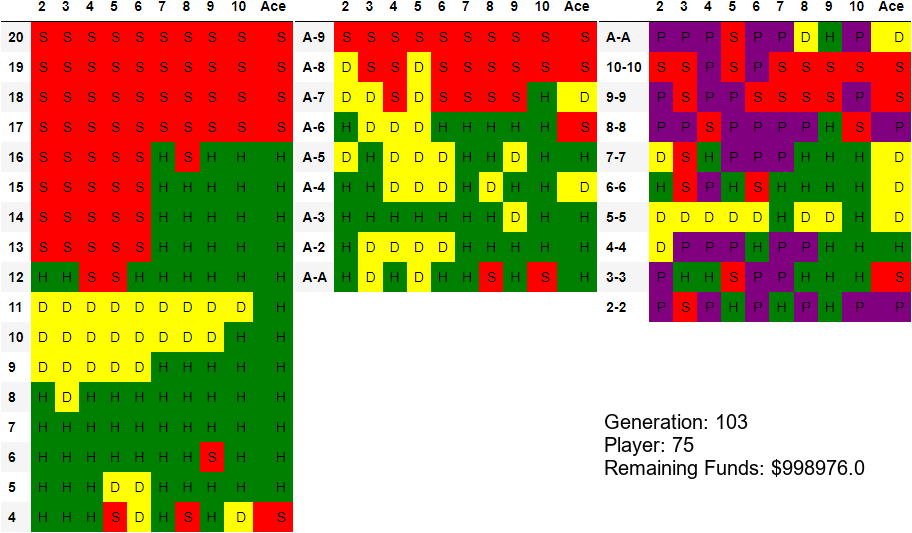 2 3 4 5 6 7 8 9 10 Ace
20 S S S S S S S S S S
19 S S S S S S S S S S
18 S S S S S S S S S S
17 S S S S S S S S S S
16 S S S S S H S H H H
15 S S S S S H H H H H
14 S S S S S H H H H H
13 S S S S S H H H H H
12 H H S S H H H H H H
11 D D D D D D D D D H
10 D D D D D D D D H H
9 D D D D D H H H H H
8 H D H H H H H H H H
7 H H H H H H H H H H
6 H H H H H H H S H H
5 H H H D D H H H H H
4 H H H S D H S H D S
2 3 4 5 6 7 8 9 10 Ace
A-9 S S S S S S S S S S
A-8 D S S D S S S S S S
A-7 D D S D S S S S H D
A-6 H D D D H H H H H S
A-5 D H D D D H H D H H
A-4 H H D D D H D H H D
A-3 H H H H H H H D H H
A-2 H D D D D H H H H H
A-A H D H D H H S H S H
2 3 4 5 6 7 8 9 10 Ace
A-A P P P S P P D H P D
10-10 S S P S P S S S S S
9-9 P S P P S S S S P S
8-8 P P S P P P P H S P
7-7 D S H P P P H H H D
6-6 H S P H S H H H H D
5-5 D D D D D H D D H D
4-4 D P P P H P P H H H
3-3 P H H S P P H H H S
2-2 P S P H P H P H P P
Generation: 103
Player: 75
Remaining Funds: $998976.0